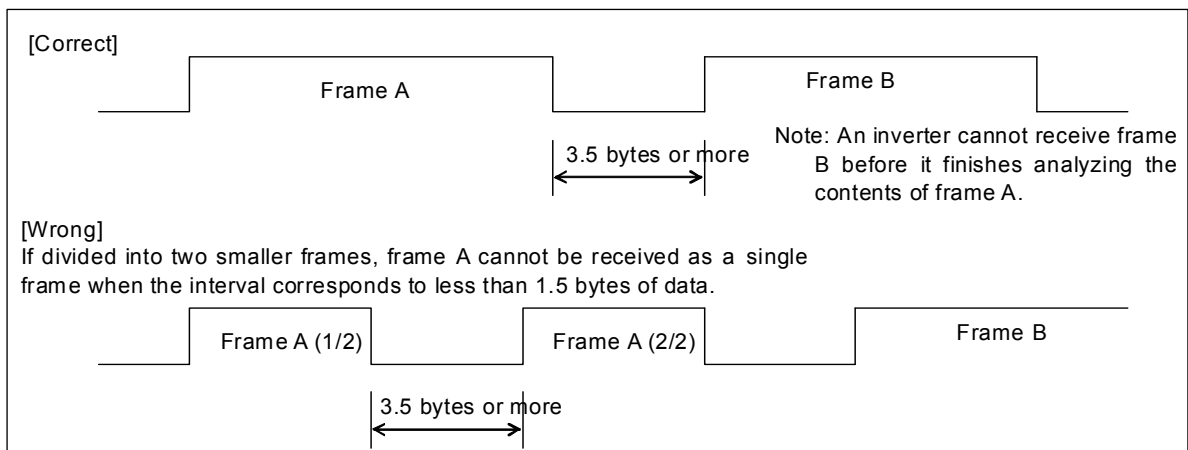 [Correct]
Frame A
Frame B
3.5 bytes or more
Note: An inverter cannot receive frame
B before it finishes analyzing the
contents of frame A.
[Wrong]
If divided into two smaller frames, frame A cannot be received as a single
frame when the interval corresponds to less than 1.5 bytes of data.
Frame A (1/2)
Frame A (2/2)
Frame B
3.5 bytes or more